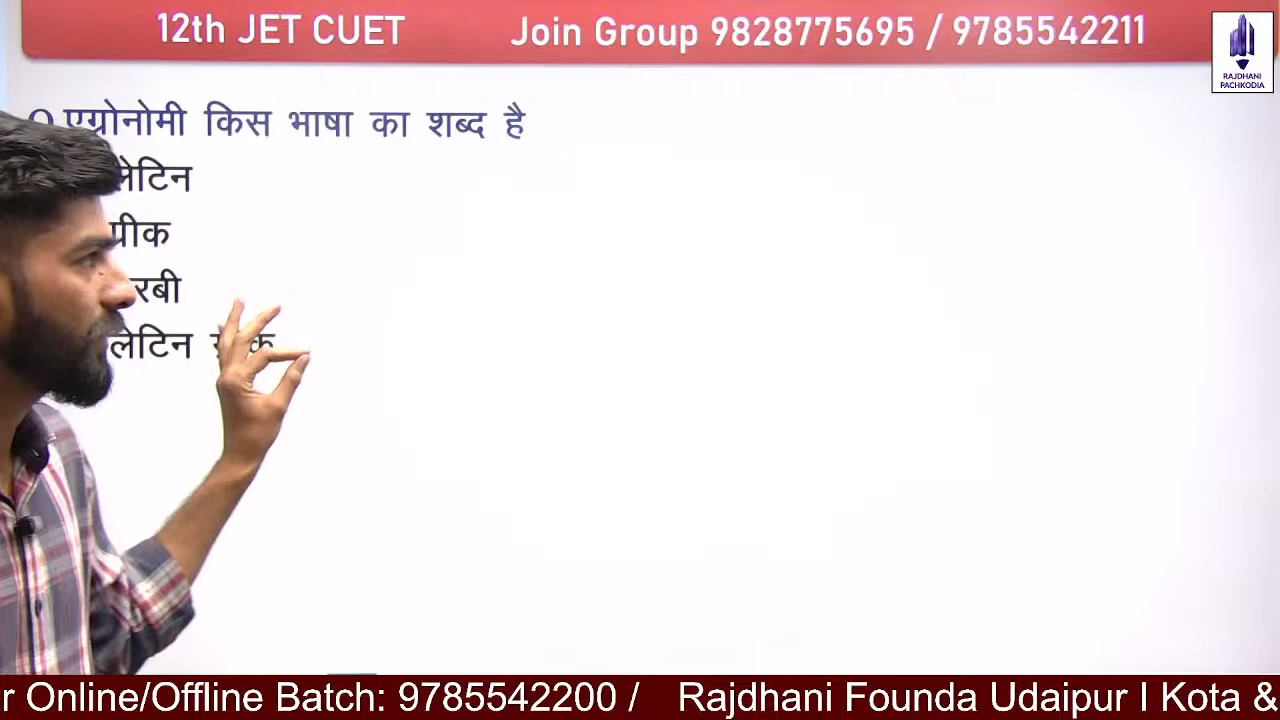 12th JET CUET Join Group 9828775695 / 9785542211
RAJDHANI
PACHKODIA
एग्रोनोमी किस भाषा का शब्द है
लेटिन
ग्रीक
लेटिन
r Online/Offline Batch: 9785542200 / Rajdhani Founda Udaipur I Kota &